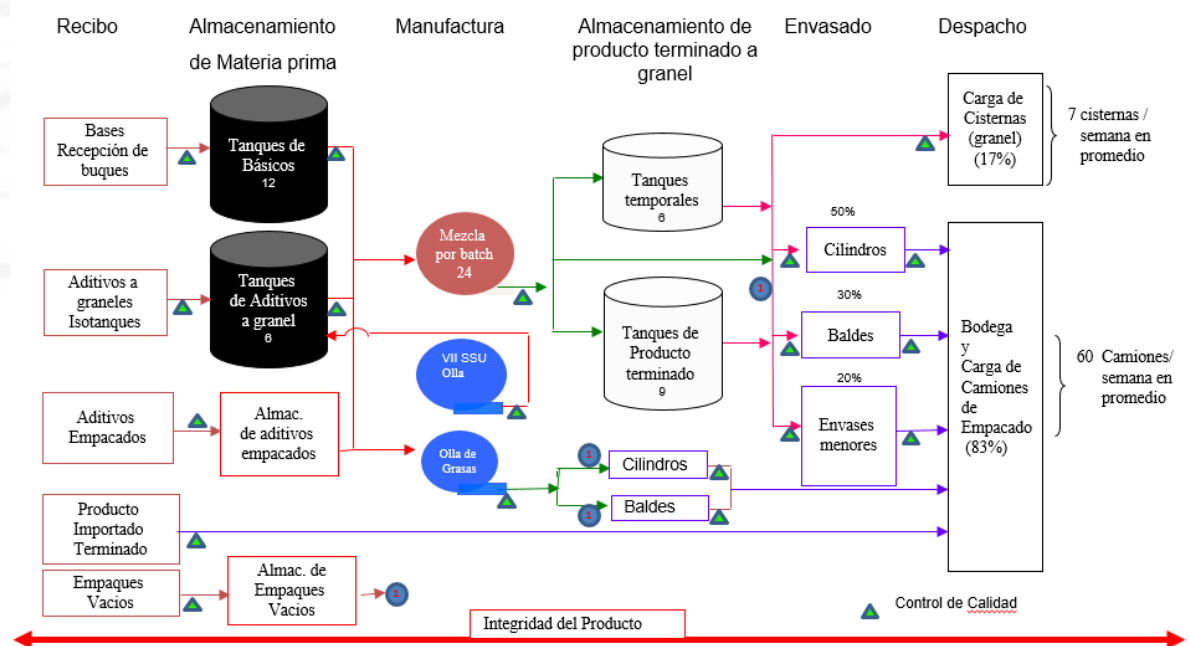 Recibo
Almacenamiento
de Materia prima
Manufactura
Almacenamiento de
producto terminado a
granel
Envasado
Despacho
Bases
Recepción de
buques
Tanques de
Básicos
12
Aditivos a
graneles
Isotanques
Tanques
de Aditivos
a granel
6
Aditivos
Empacados
Almac.
de aditivos
empacados
Producto
Importado
Terminado
Empaques
Vacios
Almac. de
Empaques
Vacios
1
Mezcla
por batch
24
VII SSU
Olla
Olla de
Grasas
Tanques
temporales
6
Tanques de
Producto
terminado
9
1
Cilindros
1
Baldes
1
50%
Cilindros
30%
Baldes
20%
Envases
menores
Carga de
Cisternas
(granel)
(17%)
7 cisternas /
semana en
promedio
Bodega
y
Carga de
Camiones
de
Empacado
(83%)
60 Camiones/
semana en
promedio
Control de Calidad
Integridad del Producto